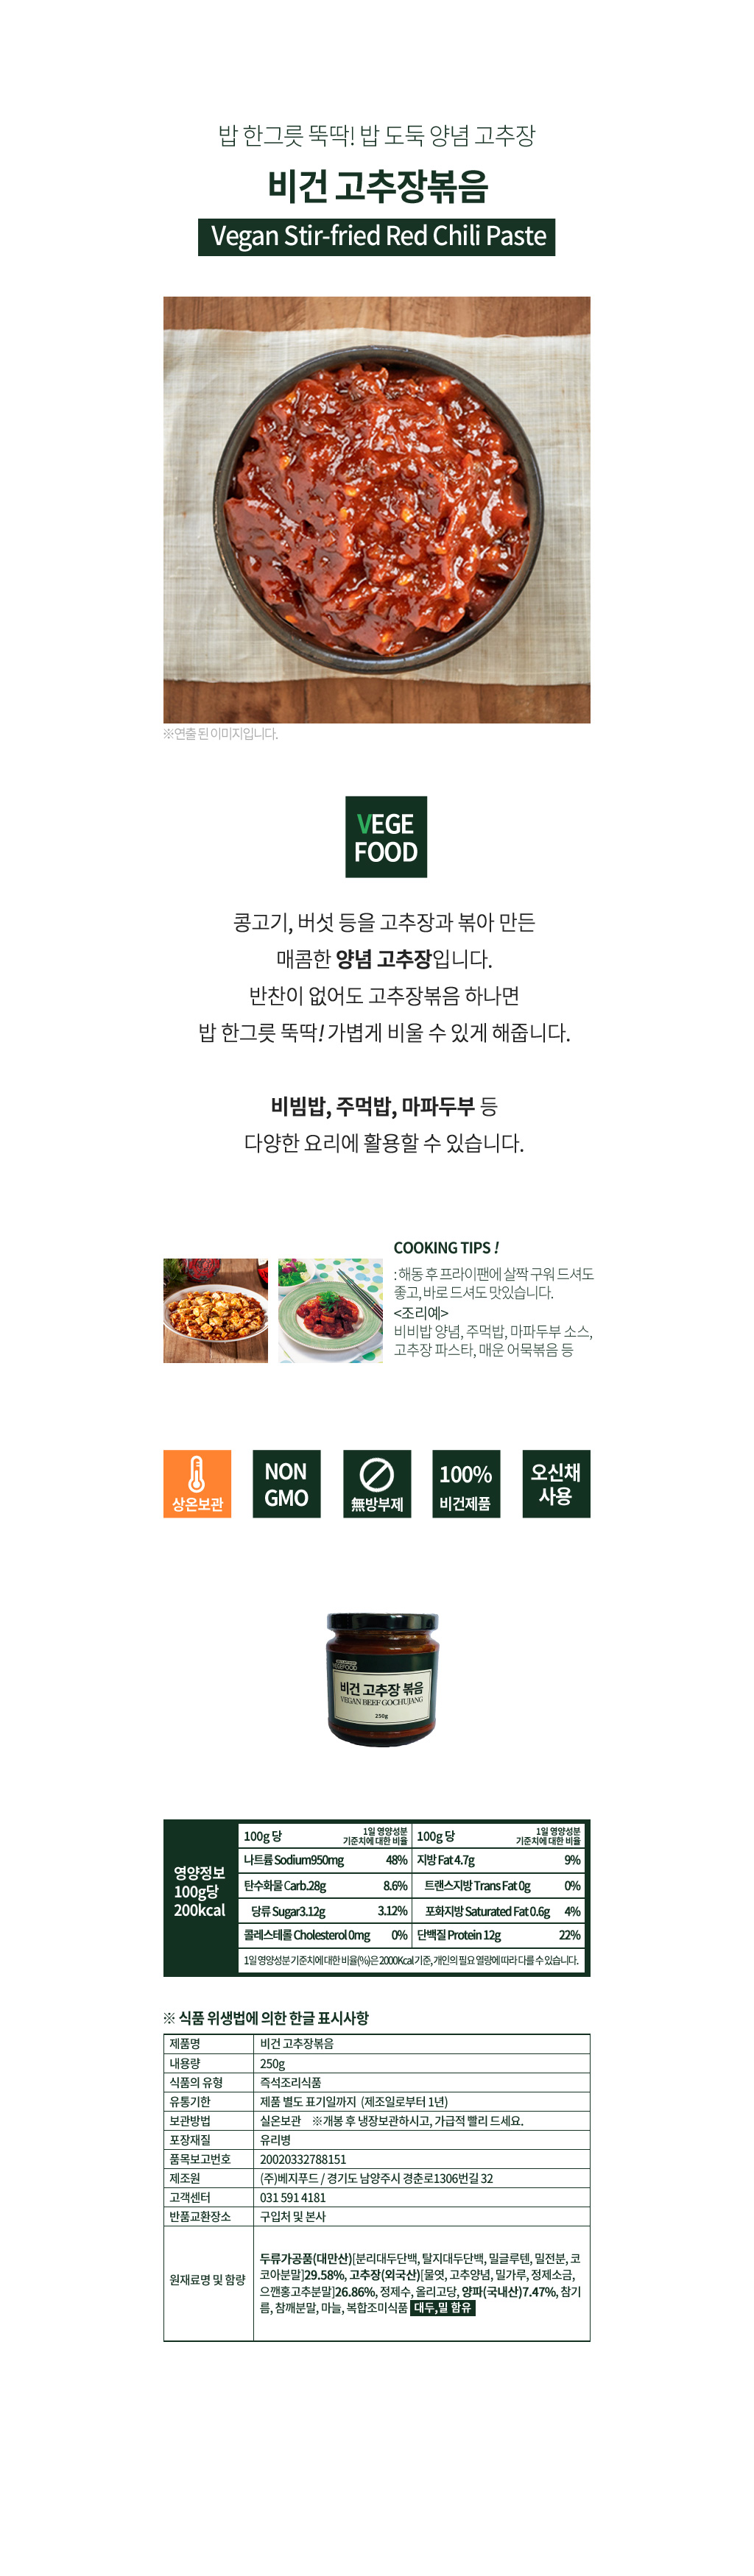 밥 한그릇 뚝딱! 밥 도둑 양념 고추장
비건 고추장볶음
Vegan Stir-fried Red Chili Paste
※연출 된 이미지입니다.
VEGE
FOOD
콩고기, 버섯 등을 고추장과 볶아 만든
매콤한 양념 고추장입니다.
반찬이 없어도 고추장볶음 하나면
밥 한그릇 뚝딱! 가볍게 비울 수 있게 해줍니다.
비빔밥, 주먹밥, 마파두부 등
다양한 요리에 활용할 수 있습니다.
COOKING TIPS !
: 해동 후 프라이팬에 살짝 구워 드셔도
좋고, 바로 드셔도 맛있습니다.
<조리예>
비비밥 양념, 주먹밥, 마파두부 소스,
고추장 파스타, 매운 어묵볶음 등
상온보관
NON
GMO
無방부제
100%
비건제품
오신채
사용
VEGEFOOD
비건 고추장 볶음
VEGAN BEEF GOCHUJANG
250g
영양정보
100g당
200kcal
100g 당 1일 영양성분 기준치에 대한 비율 100g 당 1일 영양성분 기준치에 대한 비율
나트륨 Sodium950mg 48% 지방 Fat 4.7g 9%
탄수화물 Carb.28g 8.6% 트랜스지방 Trans Fat 0g 0%
당류 Sugar3.12g 3.12% 포화지방 Saturated Fat 0.6g 4%
콜레스테롤 Cholesterol 0mg 0% 단백질 Protein 12g 22%
1일 영양성분 기준치에 대한 비율(%)은 2000Kcal 기준, 개인의 필요 열량에 따라 다를 수 있습니다.
※ 식품 위생법에 의한 한글 표시사항
제품명 비건 고추장볶음
내용량 250g
식품의 유형 즉석조리식품
유통기한 제품 별도 표기일까지 (제조일로부터 1년)
보관방법 실온보관 ※개봉 후 냉장보관하시고, 가급적 빨리 드세요.
포장재질 유리병
품목보고번호 20020332788151
제조원 (주)베지푸드 / 경기도 남양주시 경춘로1306번길 32
고객센터 031 591 4181
반품교환장소 구입처 및 본사
원재료명 및 함량
두류가공품(대만산)[분리대두단백, 탈지대두단백, 밀글루텐, 밀전분, 코
코아분말]29.58%, 고추장(외국산)[물엿, 고추양념, 밀가루, 정제소금,
으깬홍고추분말]26.86%, 정제수, 올리고당, 양파(국내산)7.47%, 참기
름, 참깨분말, 마늘, 복합조미식품 대두,밀 함유